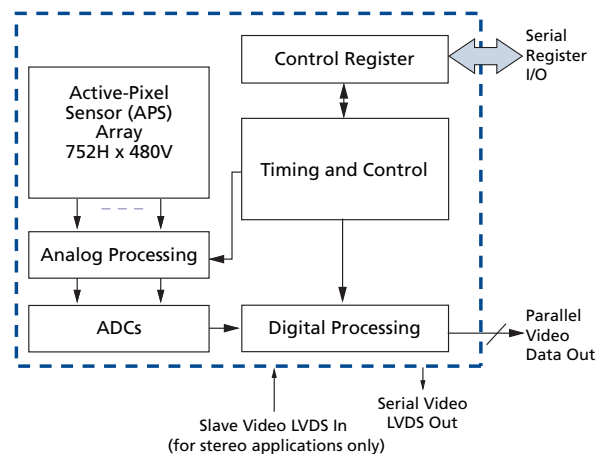 Control Register
Serial
Register
I/O
Active-Pixel
Sensor (APS)
Array
752H x 480V
Timing and Control
Analog Processing
ADCs
Digital Processing
Parallel
Video
Data Out
Slave Video LVDS In
(for stereo applications only)
Serial Video
LVDS Out